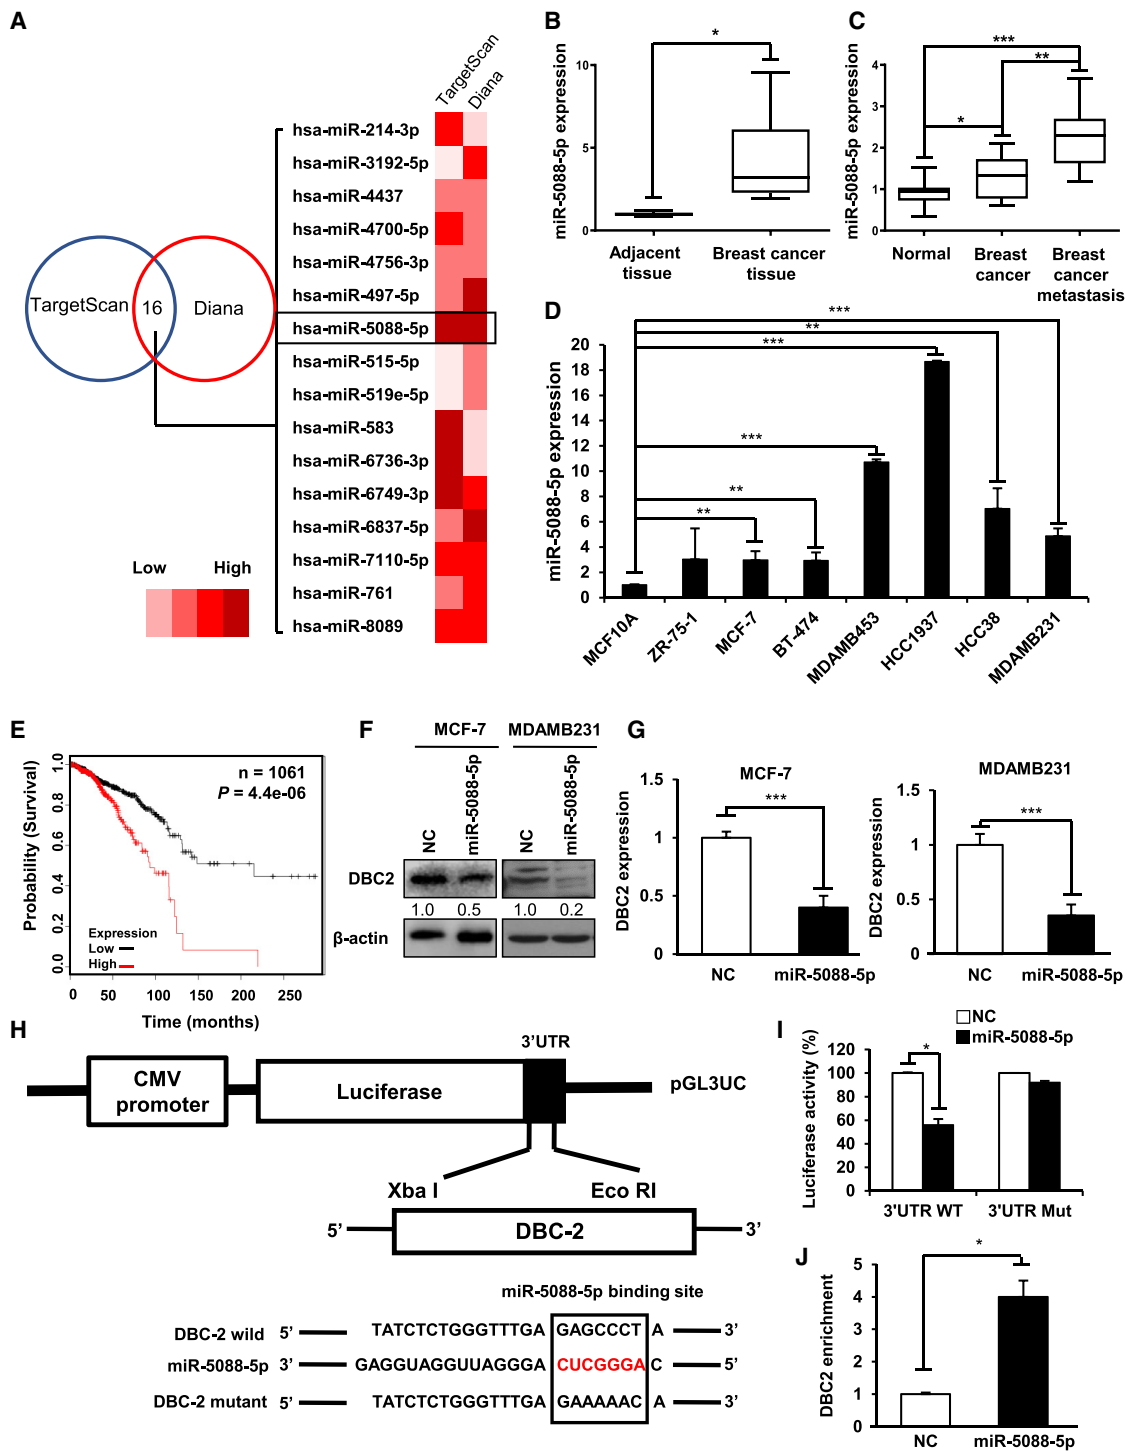 A
TargetScan
Diana
hsa-miR-214-3p
hsa-miR-3192-5p
hsa-miR-4437
hsa-miR-4700-5p
hsa-miR-4756-3p
hsa-miR-497-5p
hsa-miR-5088-5p
hsa-miR-515-5p
hsa-miR-519e-5p
hsa-miR-583
hsa-miR-6736-3p
hsa-miR-6749-3p
hsa-miR-6837-5p
hsa-miR-7110-5p
hsa-miR-761
hsa-miR-8089
TargetScan 16 Diana
Low High
B
miR-5088-5p expression
10
5
0
*
Adjacent tissue
Breast cancer tissue
C
miR-5088-5p expression
4
3
2
1
0
***
**
*
Normal
Breast cancer
Breast cancer metastasis
D
miR-5088-5p expression
20
18
16
14
12
10
8
6
4
2
0
***
**
***
***
**
**
MCF10A
ZR-75-1
MCF-7
BT-474
MDAMB453
HCC1937
HCC38
MDAMB231
E
Probability (Survival)
1.0
0.8
0.6
0.4
0.2
0.0
n = 1061
P = 4.4e-06
Expression
Low
High
0 50 100 150 200 250
Time (months)
F
MCF-7 MDAMB231
NC
miR-5088-5p
NC
miR-5088-5p
DBC2
1.0 0.5 1.0 0.2
β-actin
G
MCF-7
DBC2 expression
1.5
1
0.5
0
***
NC miR-5088-5p
MDAMB231
DBC2 expression
1.5
1
0.5
0
***
NC miR-5088-5p
H
3'UTR
CMV promoter
Luciferase
pGL3UC
Xba I Eco RI
5' DBC-2 3'
miR-5088-5p binding site
DBC-2 wild 5' TATCTCTGGGTTTGA GAGCCCT A 3'
miR-5088-5p 3' GAGGUAGGUUAGGGA CUCGGGA C 5'
DBC-2 mutant 5' TATCTCTGGGTTTGA GAAAAAC A 3'
I
NC
miR-5088-5p
Luciferase activity (%)
120
100
80
60
40
20
0
*
3'UTR WT 3'UTR Mut
J
DBC2 enrichment
5
4
3
2
1
0
*
NC miR-5088-5p